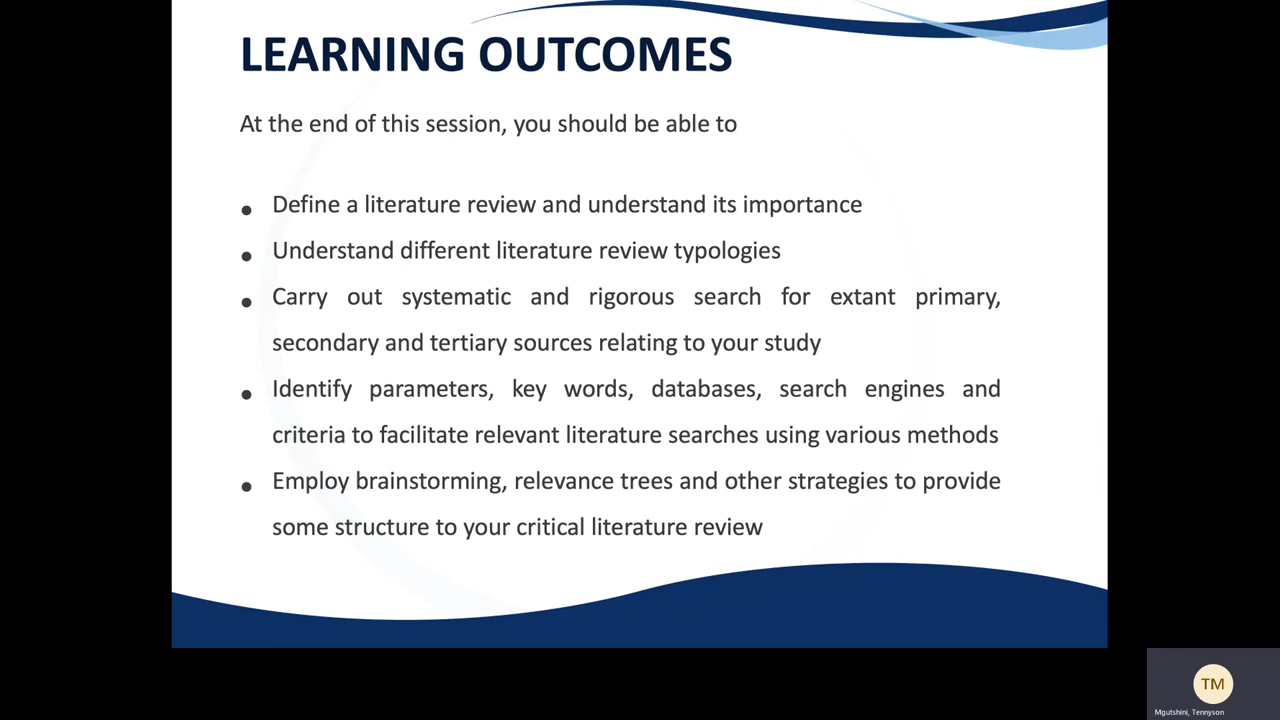 LEARNING OUTCOMES
At the end of this session, you should be able to
• Define a literature review and understand its importance
• Understand different literature review typologies
• Carry out systematic and rigorous search for extant primary,
secondary and tertiary sources relating to your study
• Identify parameters, key words, databases, search engines and
criteria to facilitate relevant literature searches using various methods
• Employ brainstorming, relevance trees and other strategies to provide
some structure to your critical literature review
TM
Mgutshini, Tennyson